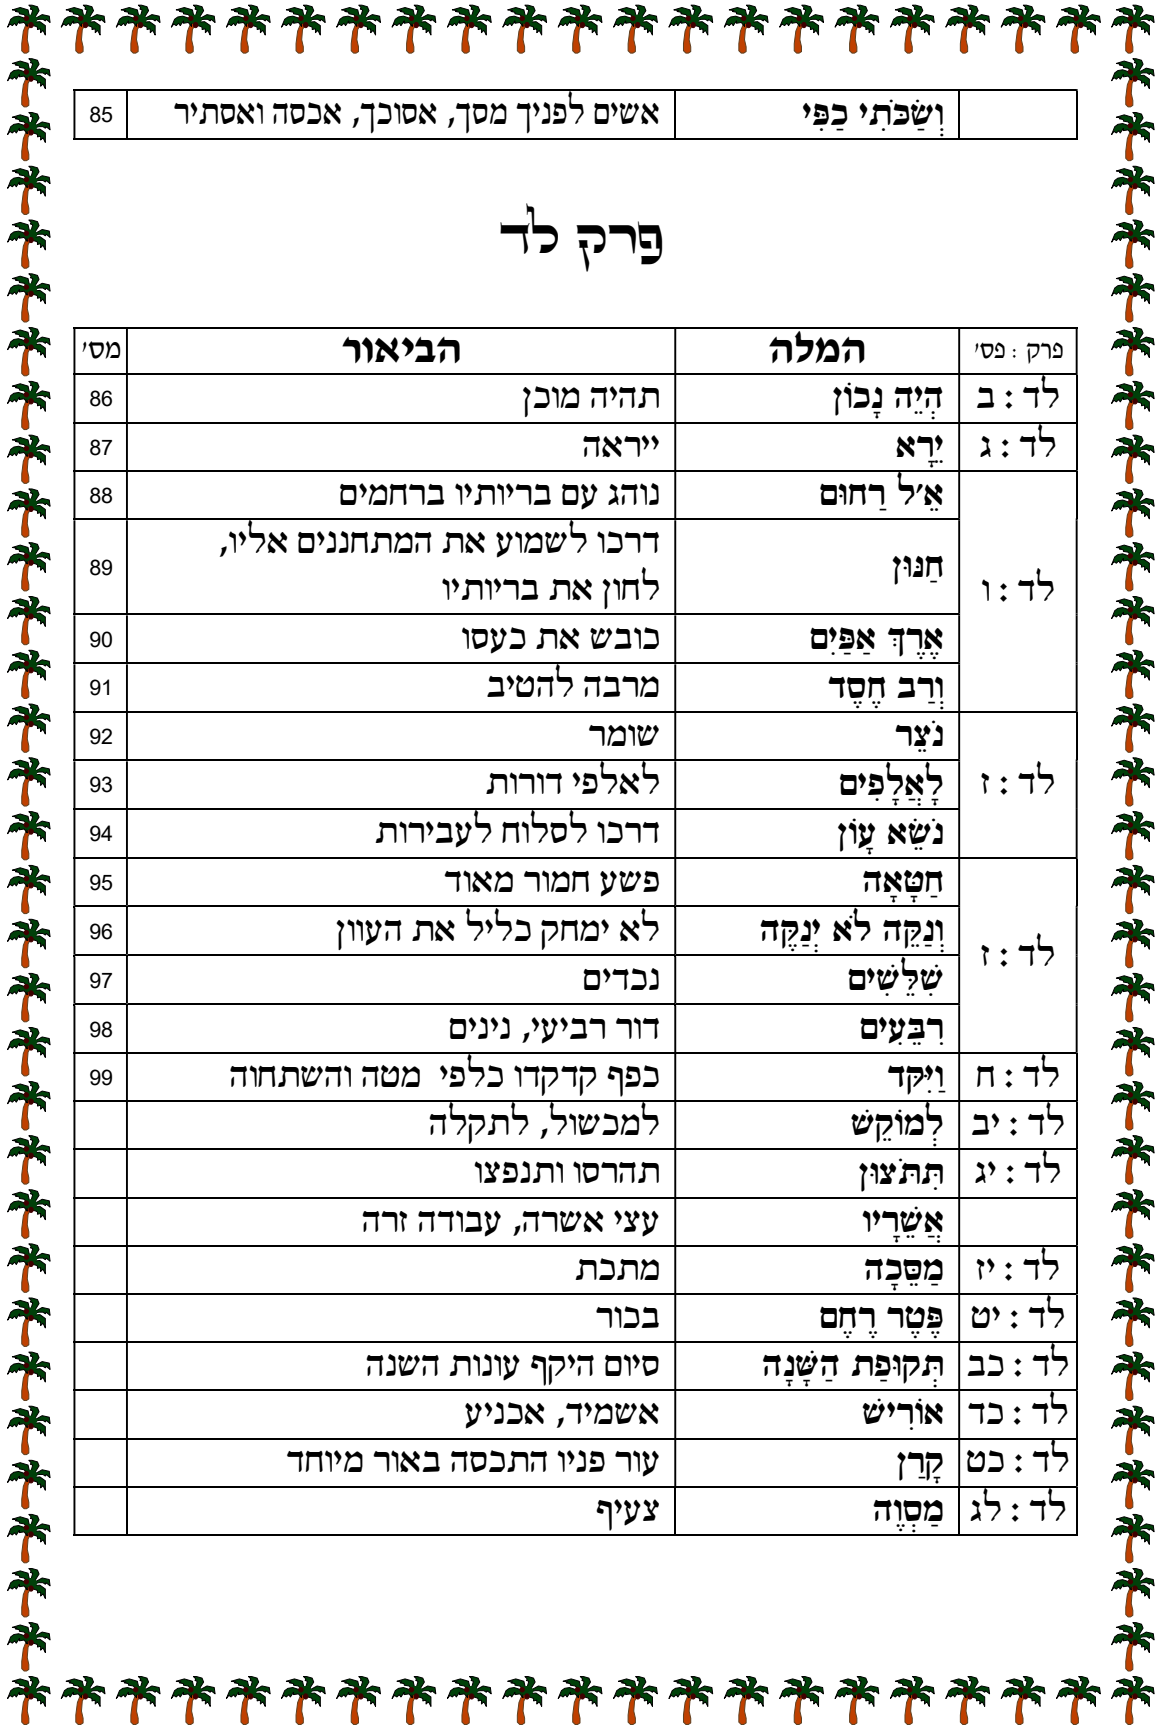 וְשַׂכֹּתִי כַפִּי אשים לפניך מסך, אסוכך, אכסה ואסתיר 85
פרק לד
פרק : פס' המלה הביאור מס'
לד : ב הְיֵה נָכוֹן תהיה מוכן 86
לד : ג יֵרָא ייראה 87
לד : ו אֵ'ל רַחוּם נוהג עם בריותיו ברחמים 88
חַנּוּן דרכו לשמוע את המתחננים אליו,
לחון את בריותיו 89
אֶרֶךְ אַפַּיִם כובש את כעסו 90
וְרַב חֶסֶד מרבה להטיב 91
לד : ז נֹצֵר שומר 92
לָאֲלָפִים לאלפי דורות 93
נֹשֵׂא עָוֹן דרכו לסלוח לעבירות 94
לד : ז חַטָּאָה פשע חמור מאוד 95
וְנַקֵּה לֹא יְנַקֶּה לא ימחק כליל את העוון 96
שִׁלֵּשִׁים נכדים 97
רִבֵּעִים דור רביעי, נינים 98
לד : ח וַיִּקֹּד כפף קדקדו כלפי מטה והשתחוה 99
לד : יב לְמוֹקֵשׁ למכשול, לתקלה
לד : יג תִּתֹּצוּן תהרסו ותנפצו
אֲשֵׁרָיו עצי אשרה, עבודה זרה
לד : יז מַסֵּכָה מתכת
לד : יט פֶּטֶר רֶחֶם בכור
לד : כב תְּקוּפַת הַשָּׁנָה סיום היקף עונות השנה
לד : כד אוֹרִישׁ אשמיד, אכניע
לד : כט קָרַן עור פניו התכסה באור מיוחד
לד : לג מַסְוֶה צעיף